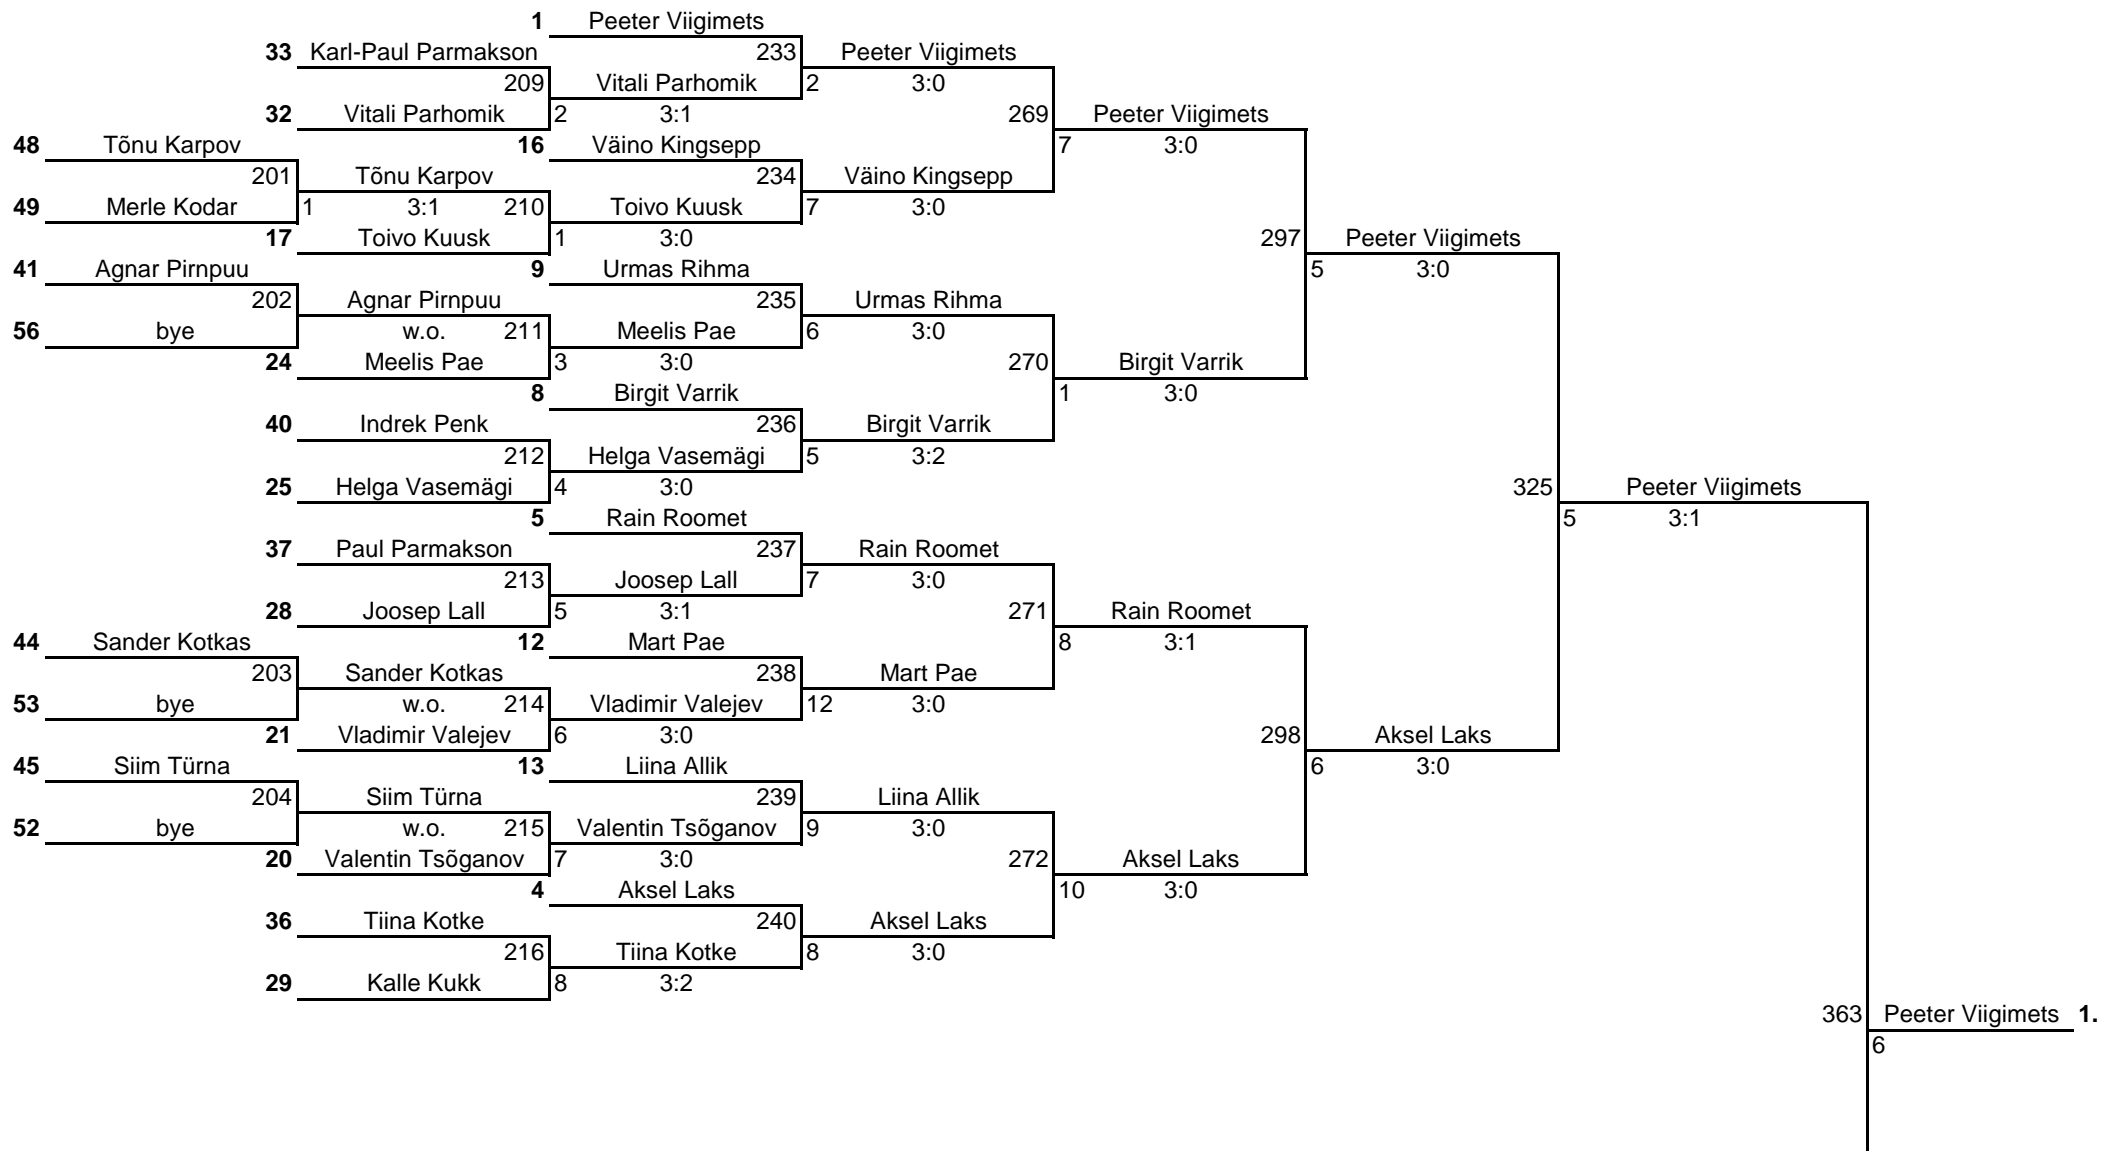 1 Peeter Viigimets
33 Karl-Paul Parmakson 233 Peeter Viigimets
209 Vitali Parhomik 2 3:0
32 Vitali Parhomik 2 3:1 269 Peeter Viigimets
48 Tõnu Karpov 16 Väino Kingsepp 7 3:0
201 Tõnu Karpov 234 Väino Kingsepp
49 Merle Kodar 1 3:1 210 Toivo Kuusk 7 3:0
17 Toivo Kuusk 1 3:0 297 Peeter Viigimets
41 Agnar Pirnpuu 9 Urmas Rihma 5 3:0
202 Agnar Pirnpuu 235 Urmas Rihma
56 bye w.o. 211 Meelis Pae 6 3:0
24 Meelis Pae 3 3:0 270 Birgit Varrik
8 Birgit Varrik 1 3:0
40 Indrek Penk 236 Birgit Varrik
212 Helga Vasemägi 5 3:2
25 Helga Vasemägi 4 3:0 325 Peeter Viigimets
5 Rain Roomet 5 3:1
37 Paul Parmakson 237 Rain Roomet
213 Joosep Lall 7 3:0
28 Joosep Lall 5 3:1 271 Rain Roomet
44 Sander Kotkas 12 Mart Pae 8 3:1
203 Sander Kotkas 238 Mart Pae
53 bye w.o. 214 Vladimir Valejev 12 3:0
21 Vladimir Valejev 6 3:0 298 Aksel Laks
45 Siim Türna 13 Liina Allik 6 3:0
204 Siim Türna 239 Liina Allik
52 bye w.o. 215 Valentin Tsõganov 9 3:0
20 Valentin Tsõganov 7 3:0 272 Aksel Laks
4 Aksel Laks 10 3:0
36 Tiina Kotke 240 Aksel Laks
216 Tiina Kotke 8 3:0
29 Kalle Kukk 8 3:2
363 Peeter Viigimets 1.
6